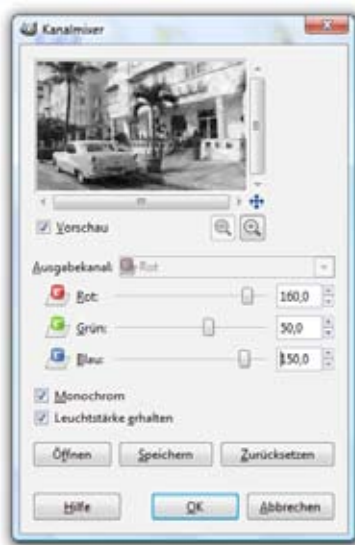 Kanalmixer
Vorschau
Ausgabekanal: Rot
Rot: 160,0
Grün: 50,0
Blau: 150,0
Monochrom
Leuchtstärke erhalten
Öffnen Speichern Zurücksetzen
Hilfe OK Abbrechen